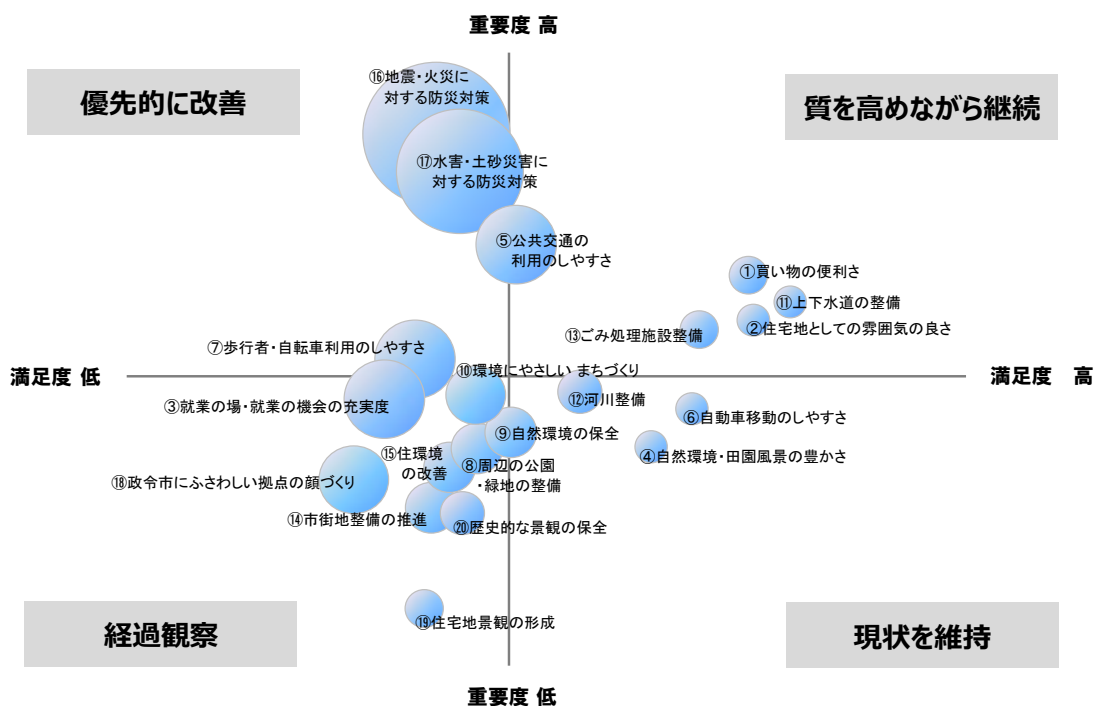 重要度 高
⑯地震・火災に
対する防災対策
優先的に改善
質を高めながら継続
⑰水害・土砂災害に
対する防災対策
⑤公共交通の
利用のしやすさ
①買い物の便利さ
⑪上下水道の整備
②住宅地としての雰囲気の良さ
⑬ごみ処理施設整備
⑦歩行者・自転車利用のしやすさ
⑩環境にやさしい まちづくり
満足度 低
満足度 高
⑫河川整備
③就業の場・就業の機会の充実度
⑥自動車移動のしやすさ
⑨自然環境の保全
④自然環境・田園風景の豊かさ
⑮住環境
の改善
⑧周辺の公園
・緑地の整備
⑱政令市にふさわしい拠点の顔づくり
⑭市街地整備の推進
⑳歴史的な景観の保全
⑲住宅地景観の形成
経過観察
現状を維持
重要度 低